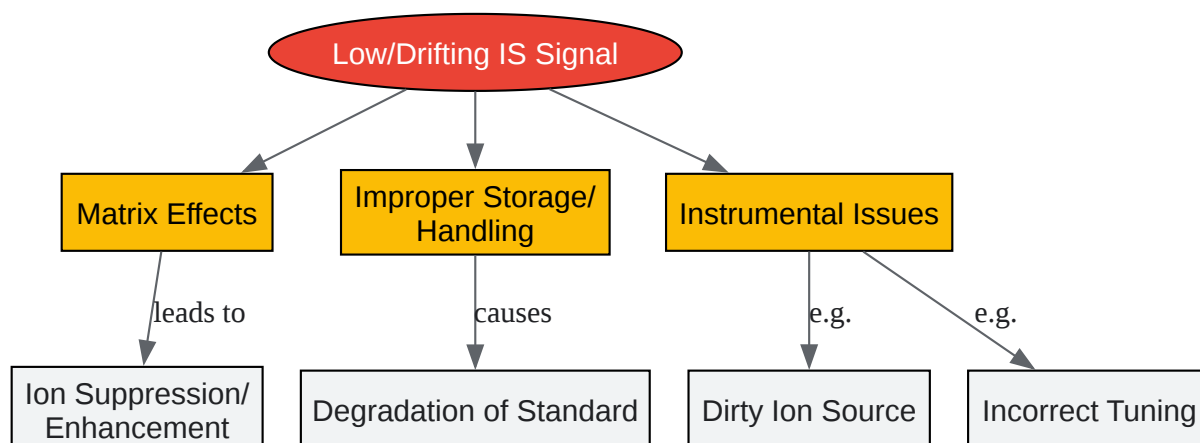 Low/Drifting IS Signal
Matrix Effects
Improper Storage/
Handling
Instrumental Issues
leads to
causes
e.g.
e.g.
Ion Suppression/
Enhancement
Degradation of Standard
Dirty Ion Source
Incorrect Tuning